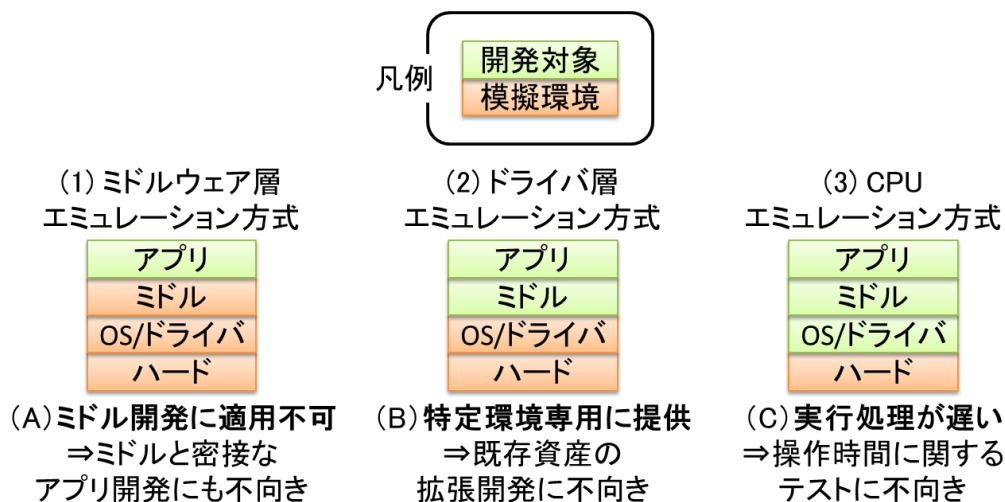 凡例
開発対象
模擬環境
(1)ミドルウェア層
エミュレーション方式
アプリ
ミドル
OS/ドライバ
ハード
(A)ミドル開発に適用不可
⇒ミドルと密接な
アプリ開発にも不向き
(2)ドライバ層
エミュレーション方式
アプリ
ミドル
OS/ドライバ
ハード
(B)特定環境専用に提供
⇒既存資産の
拡張開発に不向き
(3) CPU
エミュレーション方式
アプリ
ミドル
OS/ドライバ
ハード
(C)実行処理が遅い
⇒操作時間に関する
テストに不向き